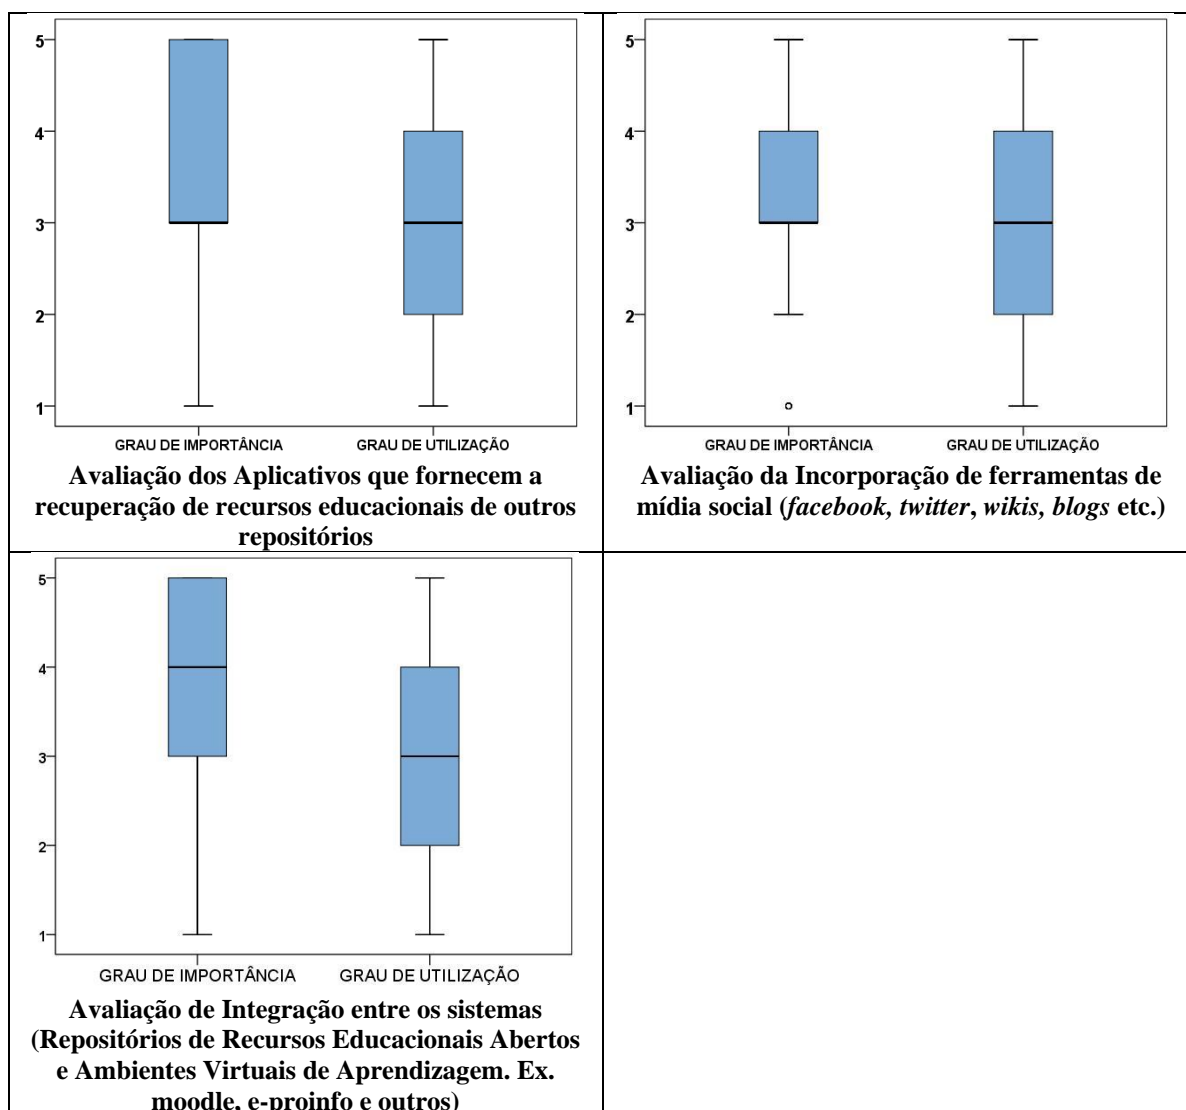 5
4
3
2
1
GRAU DE IMPORTÂNCIA GRAU DE UTILIZAÇÃO
Avaliação dos Aplicativos que fornecem a
recuperação de recursos educacionais de outros
repositórios
5
4
3
2
1
GRAU DE IMPORTÂNCIA GRAU DE UTILIZAÇÃO
Avaliação da Incorporação de ferramentas de
mídia social (facebook, twitter, wikis, blogs etc.)
5
4
3
2
1
GRAU DE IMPORTÂNCIA GRAU DE UTILIZAÇÃO
Avaliação de Integração entre os sistemas
(Repositórios de Recursos Educacionais Abertos
e Ambientes Virtuais de Aprendizagem. Ex.
moodle, e-proinfo e outros)